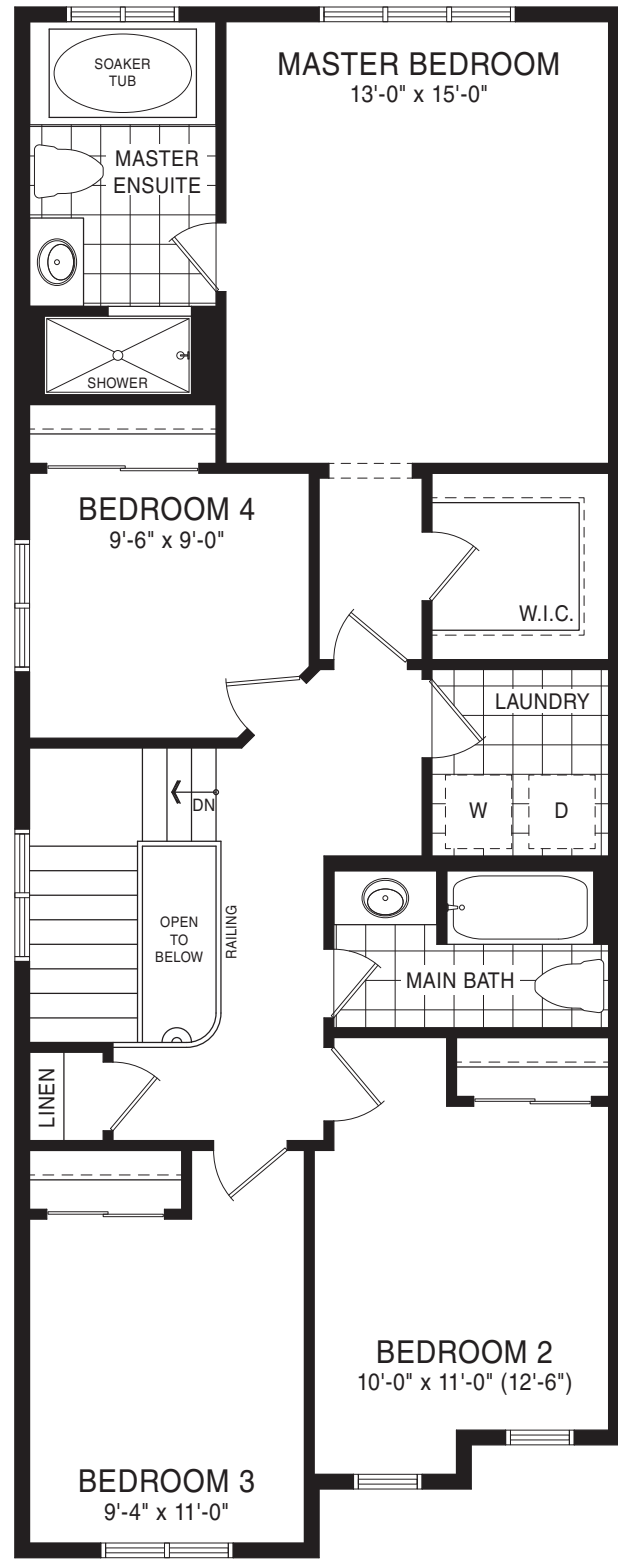 SOAKER
TUB
MASTER BEDROOM
13'-0" x 15'-0"
MASTER
ENSUITE
SHOWER
BEDROOM 4
9'-6" x 9'-0"
W.I.C.
LAUNDRY
W
D
DN
OPEN
TO
BELOW
RAILING
MAIN BATH
LINEN
BEDROOM 2
10'-0" x 11'-0" (12'-6")
BEDROOM 3
9'-4" x 11'-0"